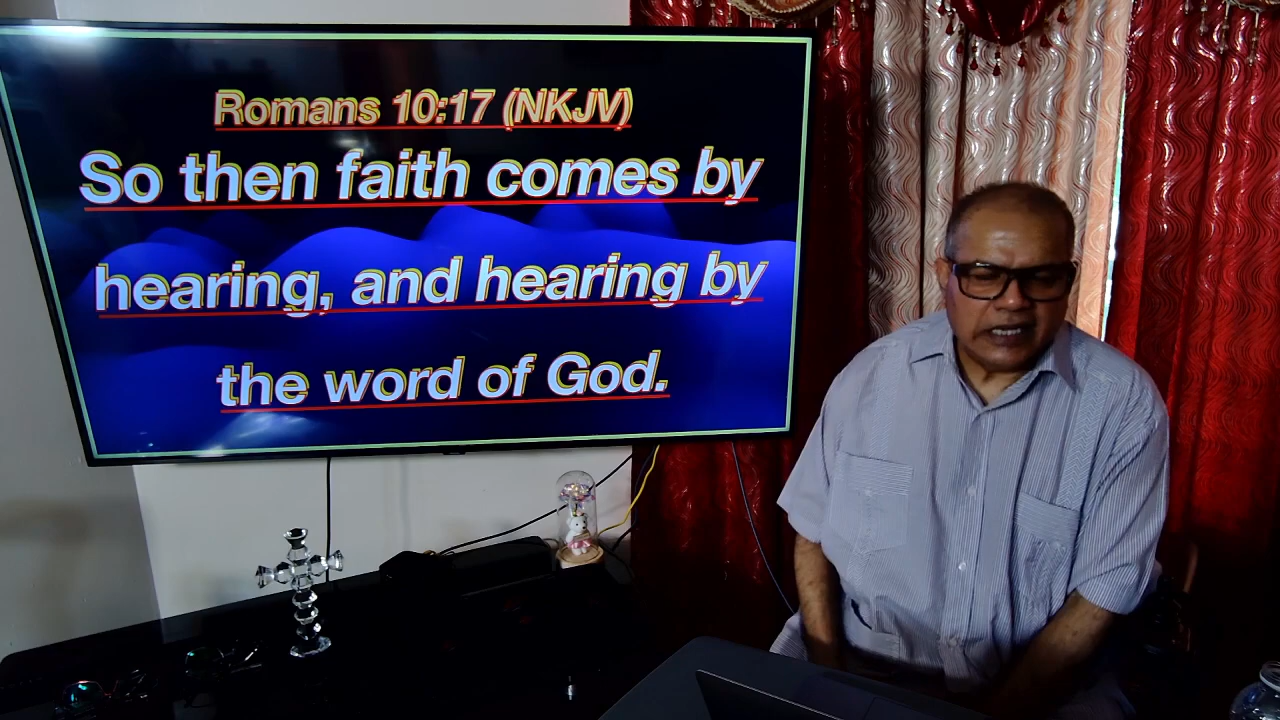 Romans 10:17 (NKJV)
So then faith comes by
hearing, and hearing by
the word of God.